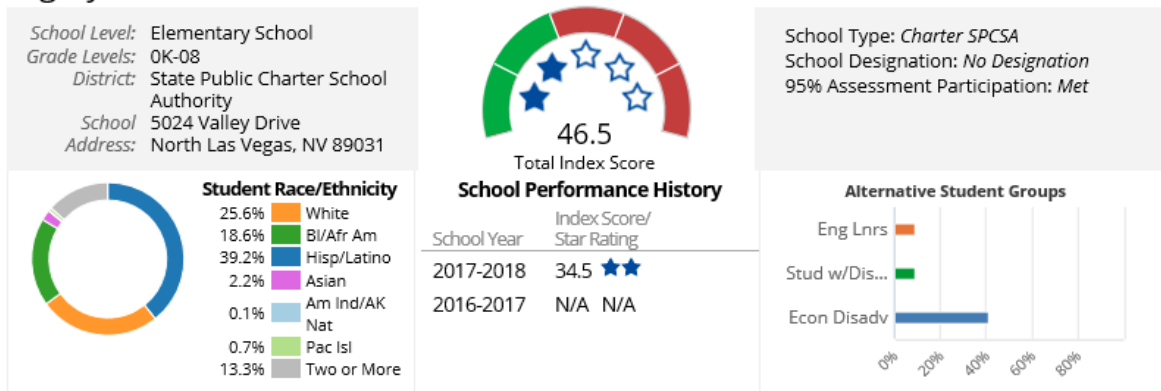 School Level: Elementary School
Grade Levels: 0K-08
District: State Public Charter School
Authority
School 5024 Valley Drive
Address: North Las Vegas, NV 89031
46.5
Total Index Score
School Type: Charter SPCSA
School Designation: No Designation
95% Assessment Participation: Met
Student Race/Ethnicity
25.6% White
18.6% Bl/Afr Am
39.2% Hisp/Latino
2.2% Asian
0.1% Am Ind/AK
Nat
0.7% Pac Isl
13.3% Two or More
School Performance History
Index Score/
School Year Star Rating
2017-2018 34.5
2016-2017 N/A N/A
Alternative Student Groups
Eng Lnrs
Stud w/Dis...
Econ Disadv
0% 20% 40% 60% 80%